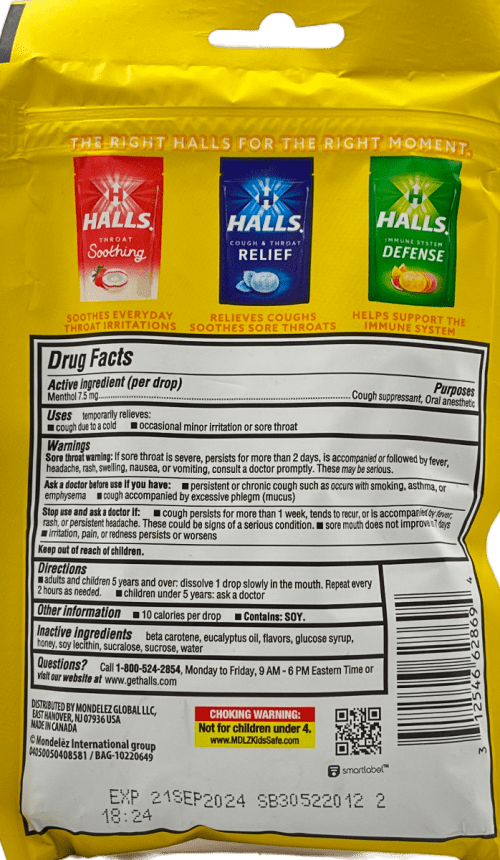 THE RIGHT HALLS FOR THE RIGHT MOMENT.
HALLS
THROAT
Soothing
HALLS
COUGH & THROAT
RELIEF
HALLS
IMMUNE SYSTEM
DEFENSE
SOOTHES EVERYDAY
THROAT IRRITATIONS
RELIEVES COUGHS
SOOTHES SORE THROATS
HELPS SUPPORT THE
IMMUNE SYSTEM
Drug Facts
Active ingredient (per drop) Purposes
Menthol 7.5 mg Cough suppressant, Oral anesthetic
Uses temporarily relieves:
■ cough due to a cold ■ occasional minor irritation or sore throat
Warnings
Sore throat warning: If sore throat is severe, persists for more than 2 days, is accompanied or followed by fever,
headache, rash, swelling, nausea, or vomiting, consult a doctor promptly. These may be serious.
Ask a doctor before use if you have: ■ persistent or chronic cough such as occurs with smoking, asthma, or
emphysema ■ cough accompanied by excessive phlegm (mucus)
Stop use and ask a doctor if: ■ cough persists for more than 1 week, tends to recur, or is accompanied by fever,
rash, or persistent headache. These could be signs of a serious condition. ■ sore mouth does not improve in 7 days
■ irritation, pain, or redness persists or worsens
Keep out of reach of children.
Directions
■ adults and children 5 years and over: dissolve 1 drop slowly in the mouth. Repeat every
2 hours as needed. ■ children under 5 years: ask a doctor
Other information ■ 10 calories per drop ■ Contains: SOY.
Inactive ingredients beta carotene, eucalyptus oil, flavors, glucose syrup,
honey, soy lecithin, sucralose, sucrose, water
Questions? Call 1-800-524-2854, Monday to Friday, 9 AM - 6 PM Eastern Time or
visit our website at www.gethalls.com
DISTRIBUTED BY MONDELEZ GLOBAL LLC,
EAST HANOVER, NJ 07936 USA
MADE IN CANADA
© Mondelēz International group
04050050408581 / BAG-10220649
CHOKING WARNING:
Not for children under 4.
www.MDLZKidsSafe.com
smartlabel™
3 12546 62869 4
EXP 21SEP2024 SB30522012 2
18:24